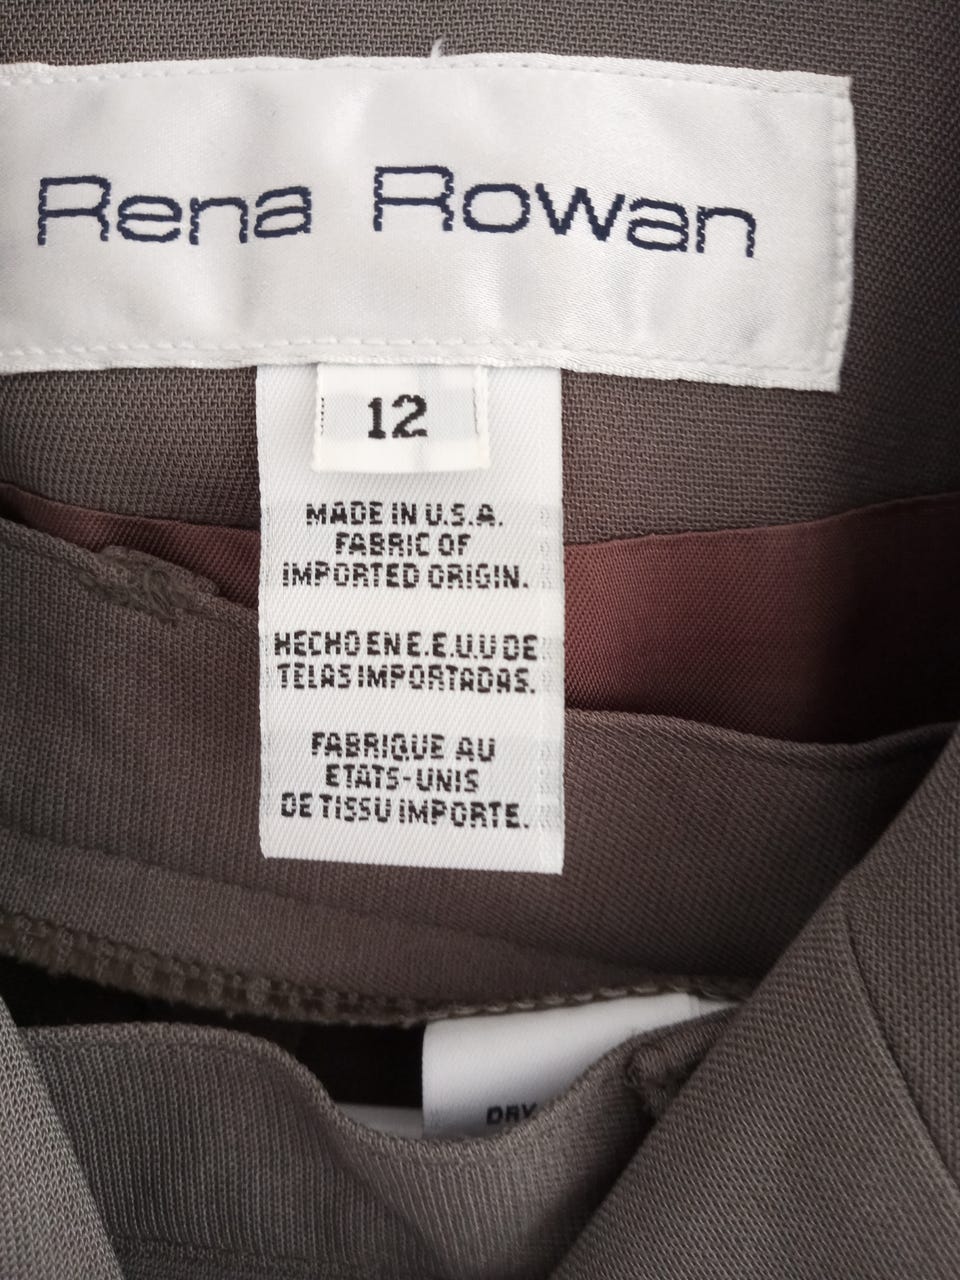 Rena Rowan
12
MADE IN U.S.A.
FABRIC OF
IMPORTED ORIGIN.
HECHO EN E.E.U.U DE
TELAS IMPORTADAS.
FABRIQUE AU
ETATS-UNIS
DE TISSU IMPORTE.
DRY